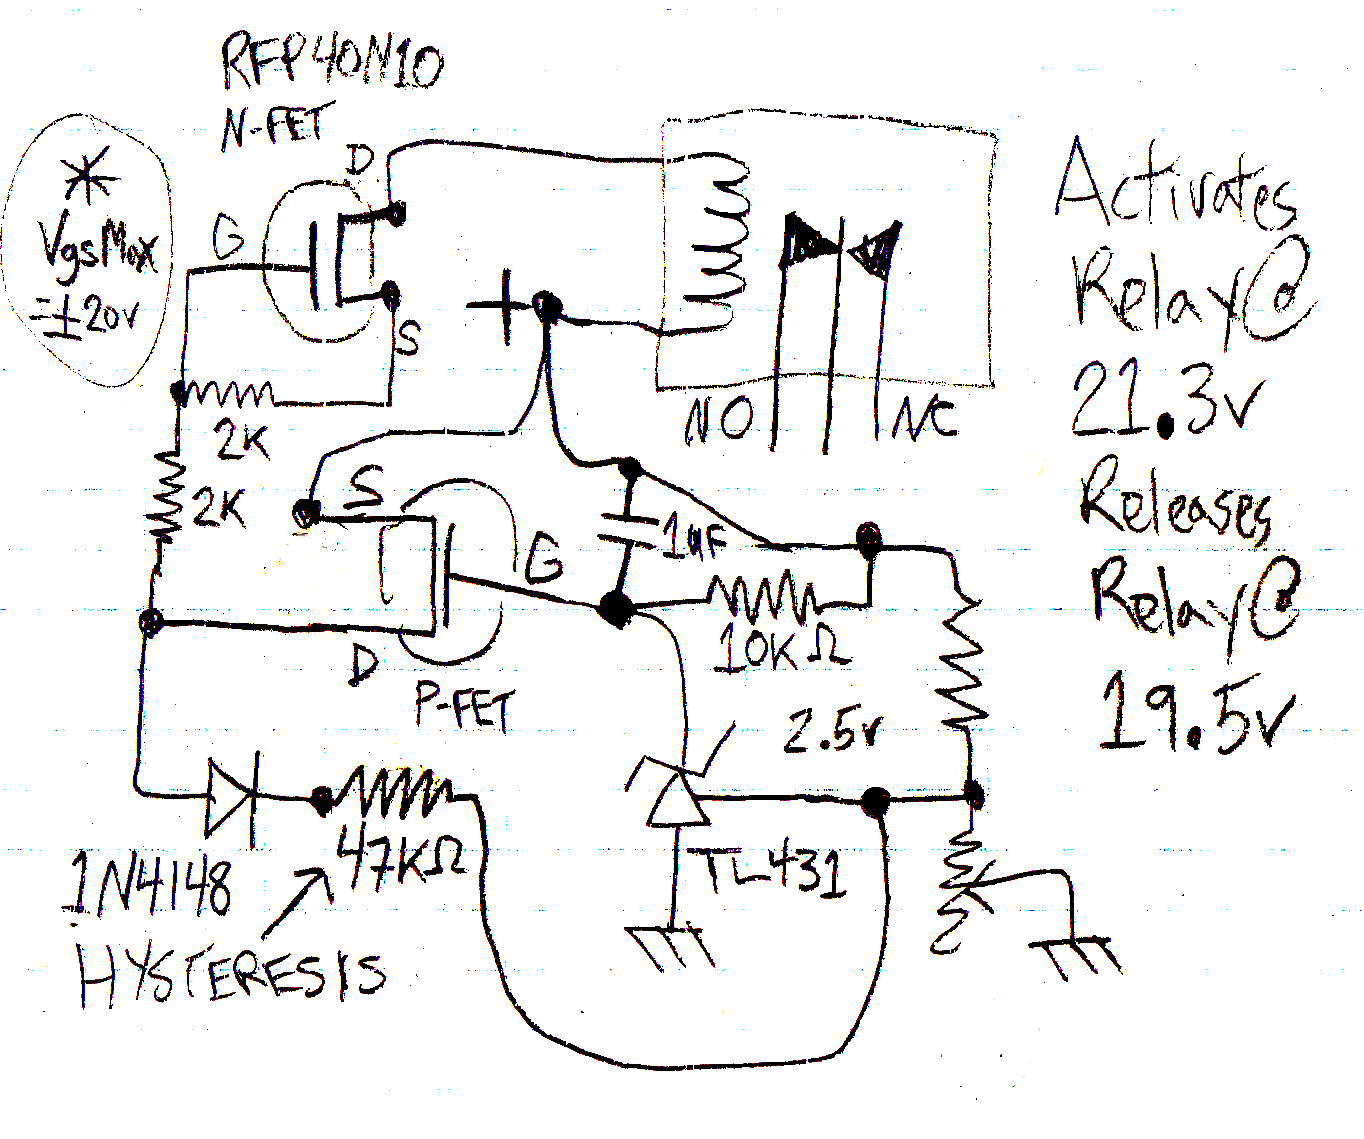 RFP40N10
N-FET
D
G
S
*
VgsMax
=±20v
2K
2K
+
NO
NC
S
G
D
P-FET
1uF
10KΩ
2.5v
TL431
1N4148
47KΩ
HYSTERESIS
Activates
Relay@
21.3v
Releases
Relay@
19.5v